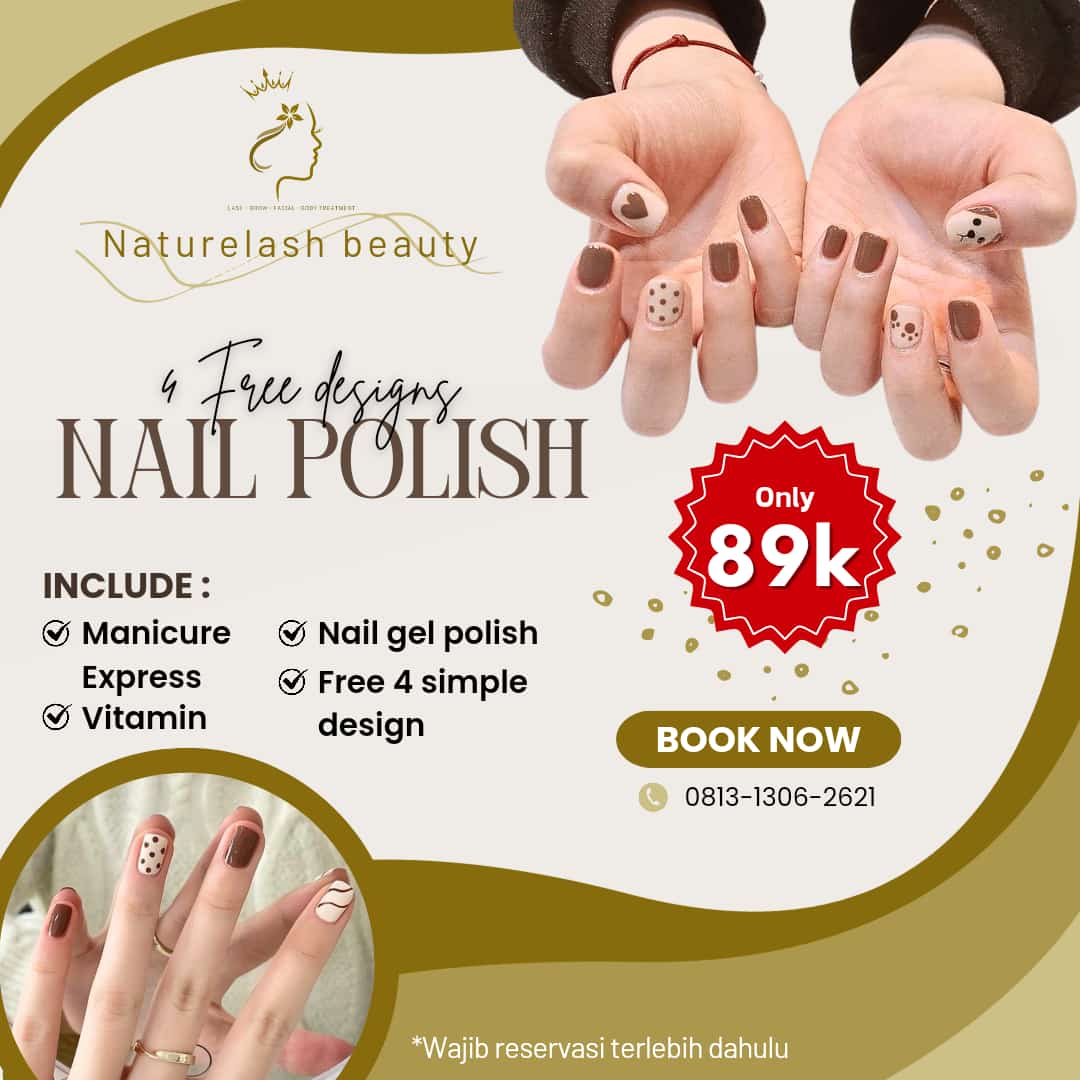 LASH - BROW - FACIAL - BODY TREATMENT
Naturelash beauty
4 Free designs
NAIL POLISH
Only
89k
INCLUDE :
Manicure
Express
Vitamin
Nail gel polish
Free 4 simple
design
BOOK NOW
0813-1306-2621
*Wajib reservasi terlebih dahulu